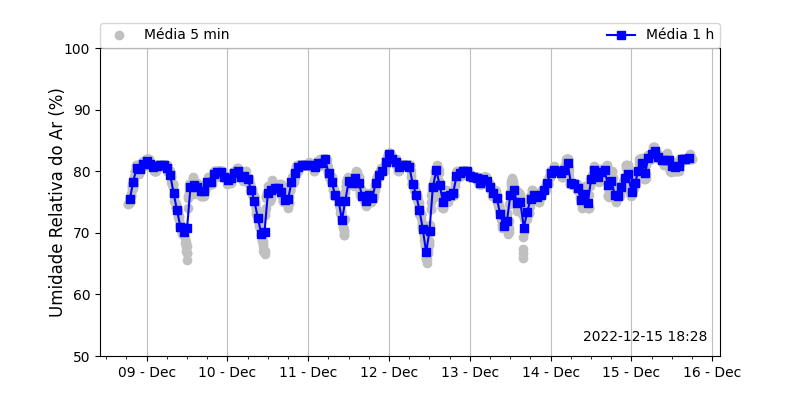 Média 5 min Média 1 h
Umidade Relativa do Ar (%)
100
90
80
70
60
50
2022-12-15 18:28
09 - Dec 10 - Dec 11 - Dec 12 - Dec 13 - Dec 14 - Dec 15 - Dec 16 - Dec